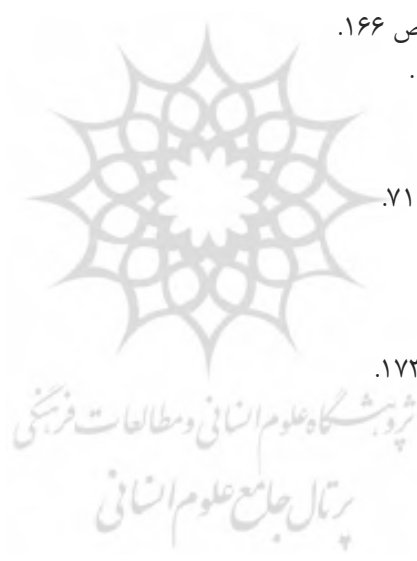 ص ۱۶۶.
.
۷۱.
۱۷۲.
پژوهشگاه علوم انسانی و مطالعات فرهنگی
پرتال جامع علوم انسانی